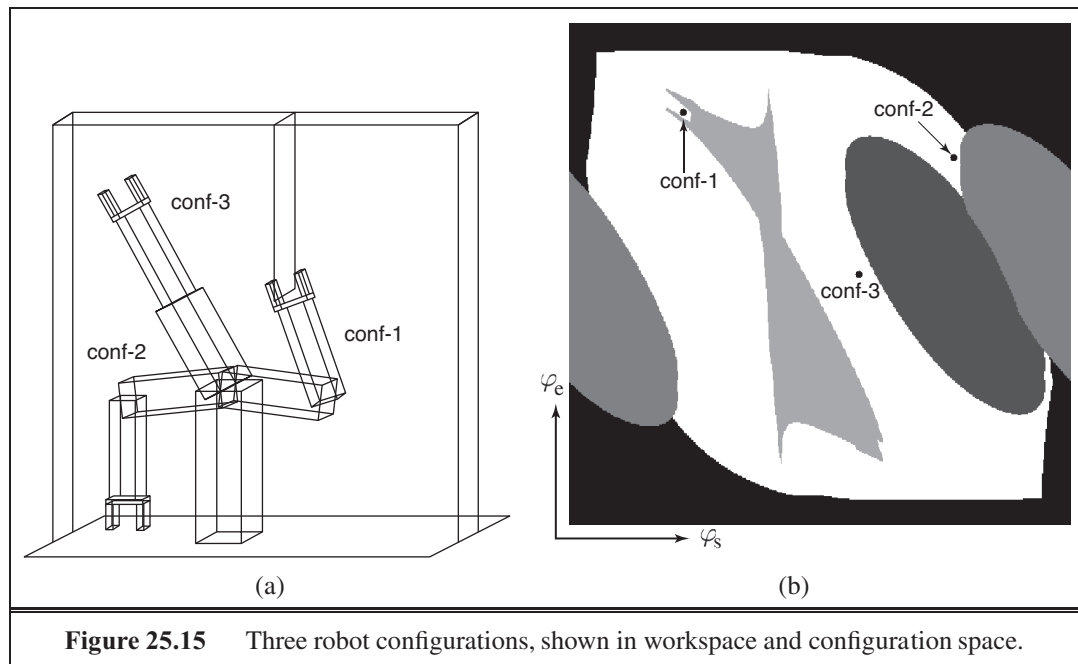 conf-3
conf-1
conf-2
(a)
conf-2
conf-1
conf-3
φe
φs
(b)
Figure 25.15 Three robot configurations, shown in workspace and configuration space.